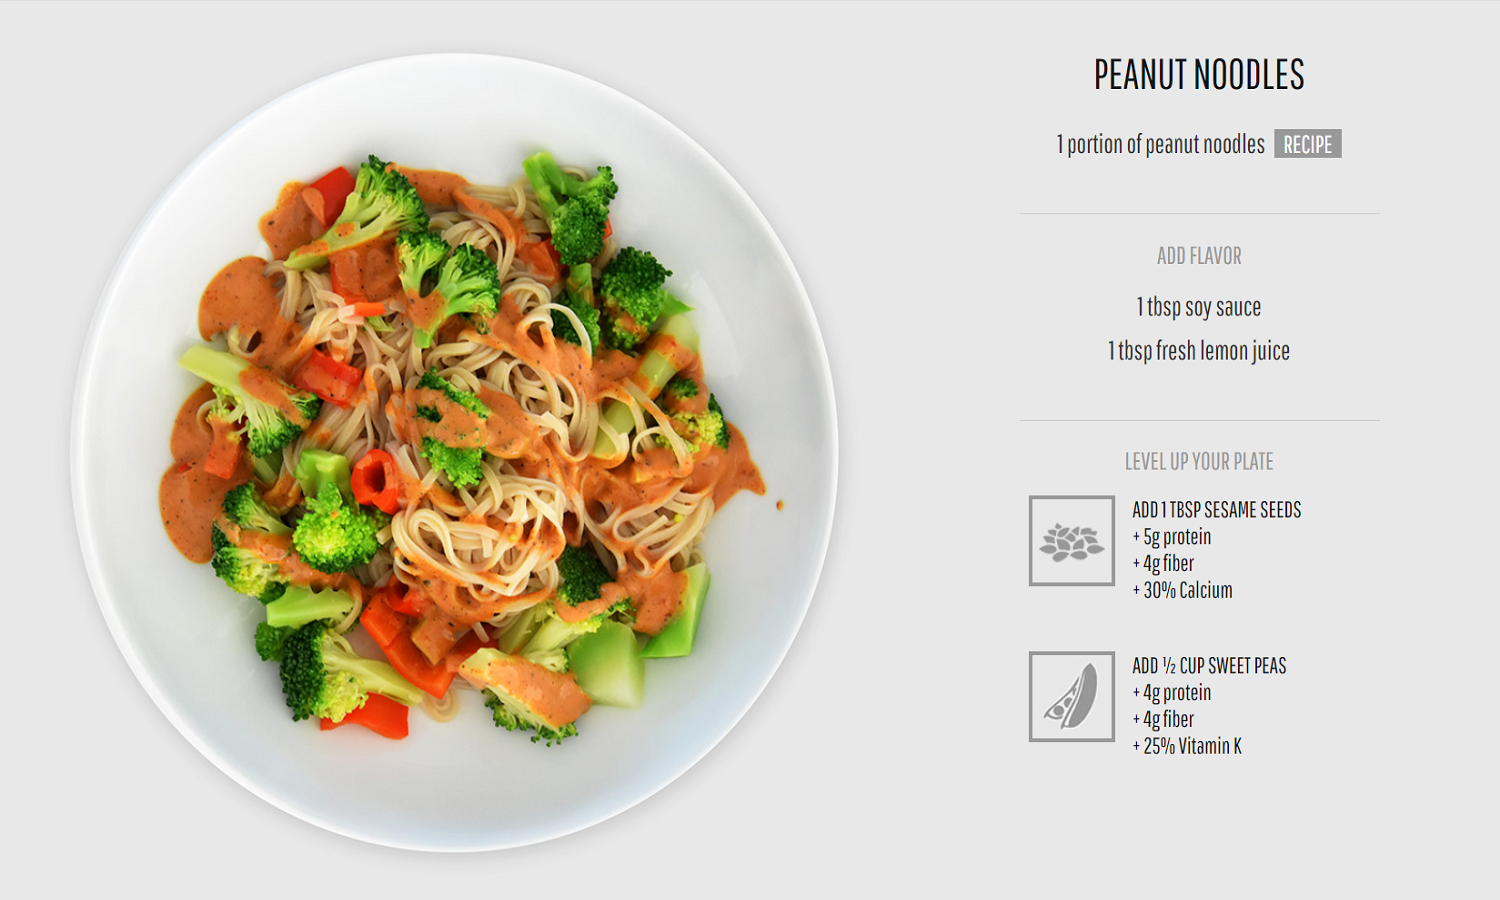 PEANUT NOODLES
1 portion of peanut noodles RECIPE
ADD FLAVOR
1 tbsp soy sauce
1 tbsp fresh lemon juice
LEVEL UP YOUR PLATE
ADD 1 TBSP SESAME SEEDS
+ 5g protein
+ 4g fiber
+ 30% Calcium
ADD ½ CUP SWEET PEAS
+ 4g protein
+ 4g fiber
+ 25% Vitamin K